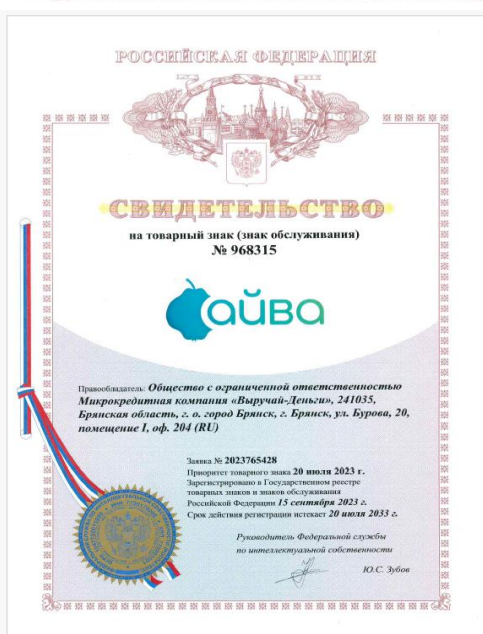 РОССИЙСКАЯ ФЕДЕРАЦИЯ
СВИДЕТЕЛЬСТВО
на товарный знак (знак обслуживания)
№ 968315
айва
Правообладатель: Общество с ограниченной ответственностью
Микрокредитная компания «Выручай-Деньги», 241035,
Брянская область, г. о. город Брянск, г. Брянск, ул. Бурова, 20,
помещение I, оф. 204 (RU)
Заявка № 2023765428
Приоритет товарного знака 20 июля 2023 г.
Зарегистрировано в Государственном реестре
товарных знаков и знаков обслуживания
Российской Федерации 15 сентября 2023 г.
Срок действия регистрации истекает 20 июля 2033 г.
Руководитель Федеральной службы
по интеллектуальной собственности
Ю.С. Зубов